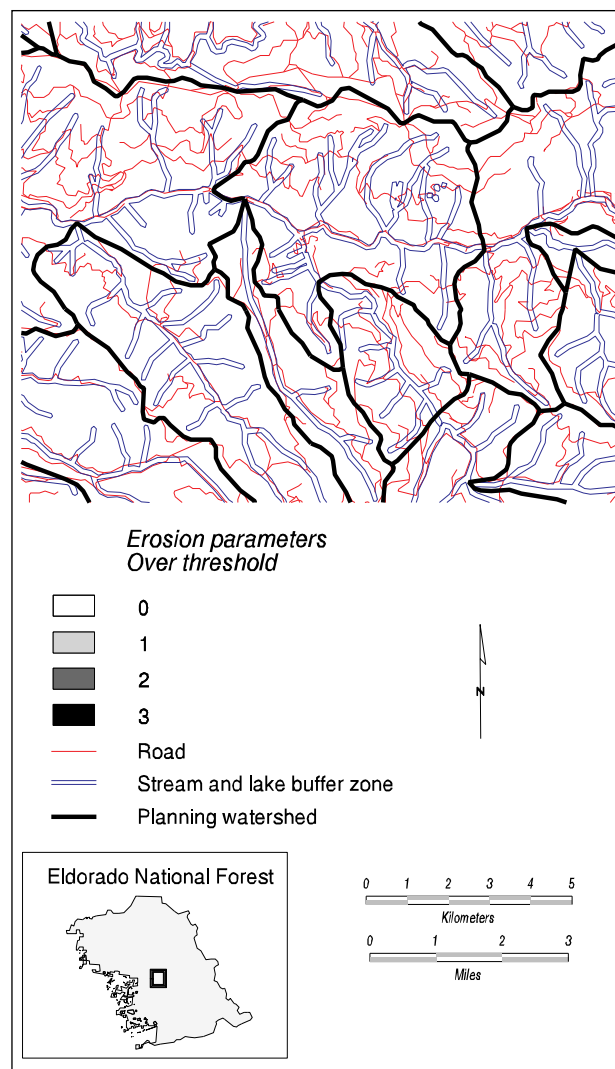 Erosion parameters
Over threshold
0
1
2
3
Road
Stream and lake buffer zone
Planning watershed
N
Eldorado National Forest
0 1 2 3 4 5
Kilometers
0 1 2 3
Miles